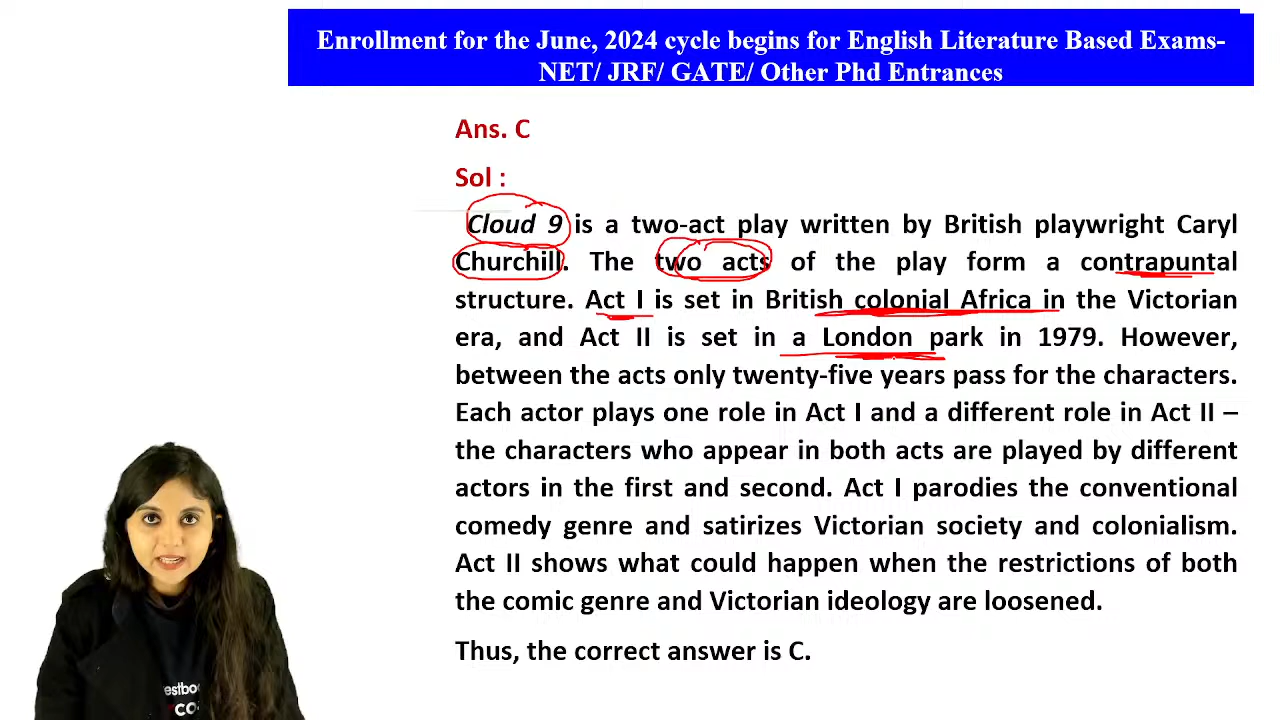 Enrollment for the June, 2024 cycle begins for English Literature Based Exams-
NET/ JRF/ GATE/ Other Phd Entrances
Ans. C
Sol :
Cloud 9 is a two-act play written by British playwright Caryl
Churchill. The two acts of the play form a contrapuntal
structure. Act I is set in British colonial Africa in the Victorian
era, and Act II is set in a London park in 1979. However,
between the acts only twenty-five years pass for the characters.
Each actor plays one role in Act I and a different role in Act II –
the characters who appear in both acts are played by different
actors in the first and second. Act I parodies the conventional
comedy genre and satirizes Victorian society and colonialism.
Act II shows what could happen when the restrictions of both
the comic genre and Victorian ideology are loosened.
Thus, the correct answer is C.